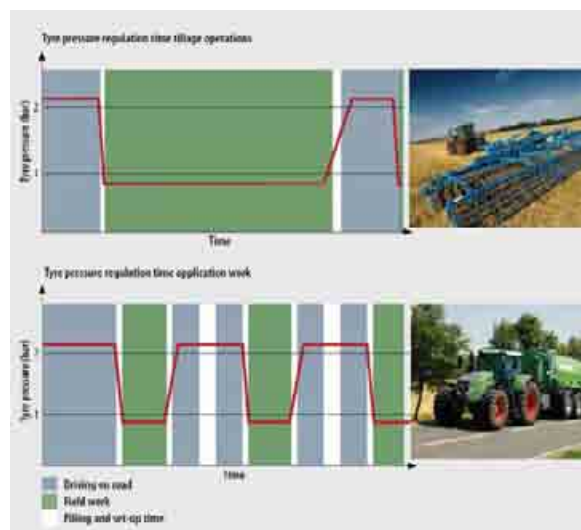 Tyre pressure regulation time tillage operations
Tyre pressure (bar)
2
1
Time
Tyre pressure regulation time application work
Tyre pressure (bar)
2
1
Time
Driving on road
Field work
Filling and set-up time